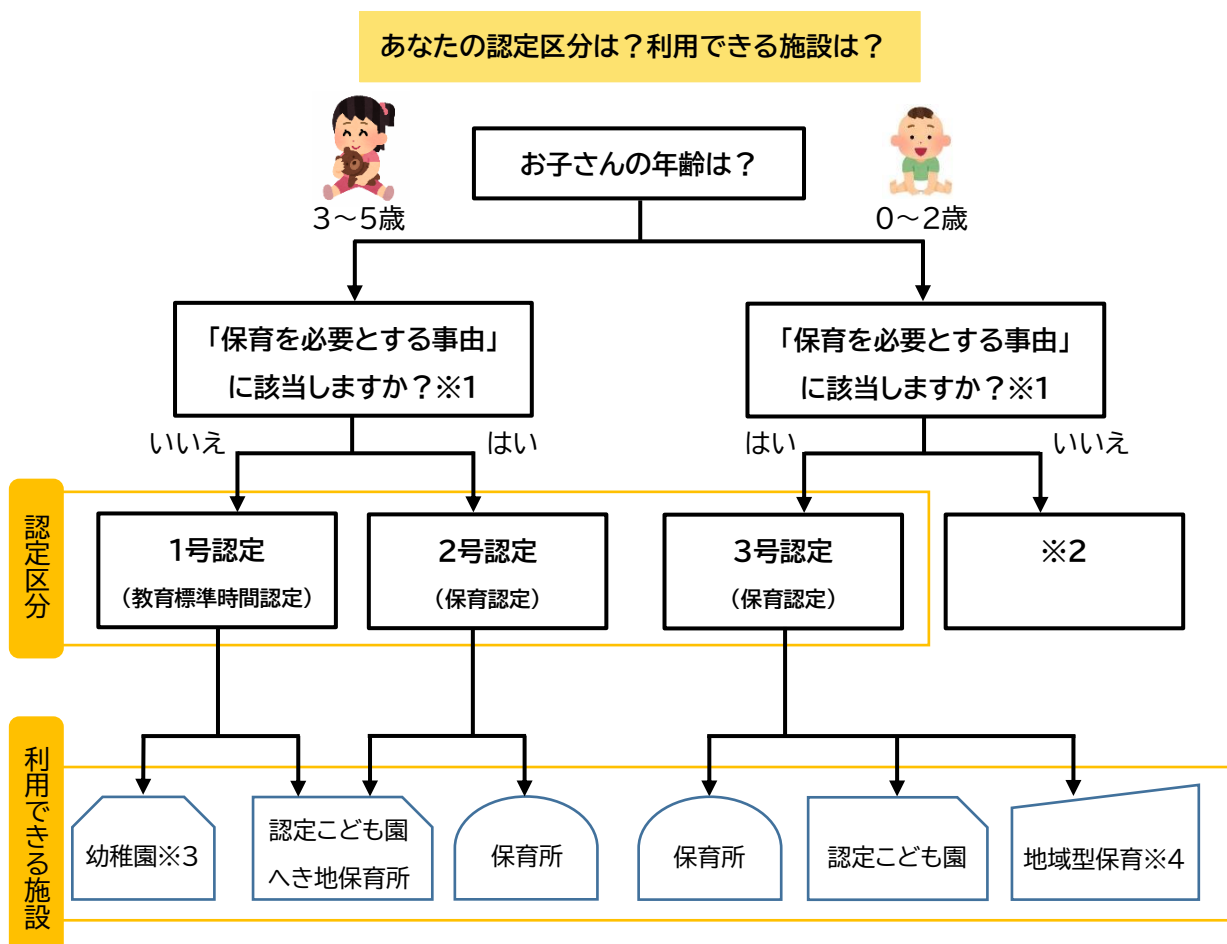 あなたの認定区分は？利用できる施設は？
お子さんの年齢は？
3～5歳
0～2歳
「保育を必要とする事由」
に該当しますか？※1
「保育を必要とする事由」
に該当しますか？※1
いいえ
はい
はい
いいえ
認定区分
1号認定
（教育標準時間認定）
2号認定
（保育認定）
3号認定
（保育認定）
※2
利用できる施設
幼稚園※3
認定こども園
へき地保育所
保育所
保育所
認定こども園
地域型保育※4